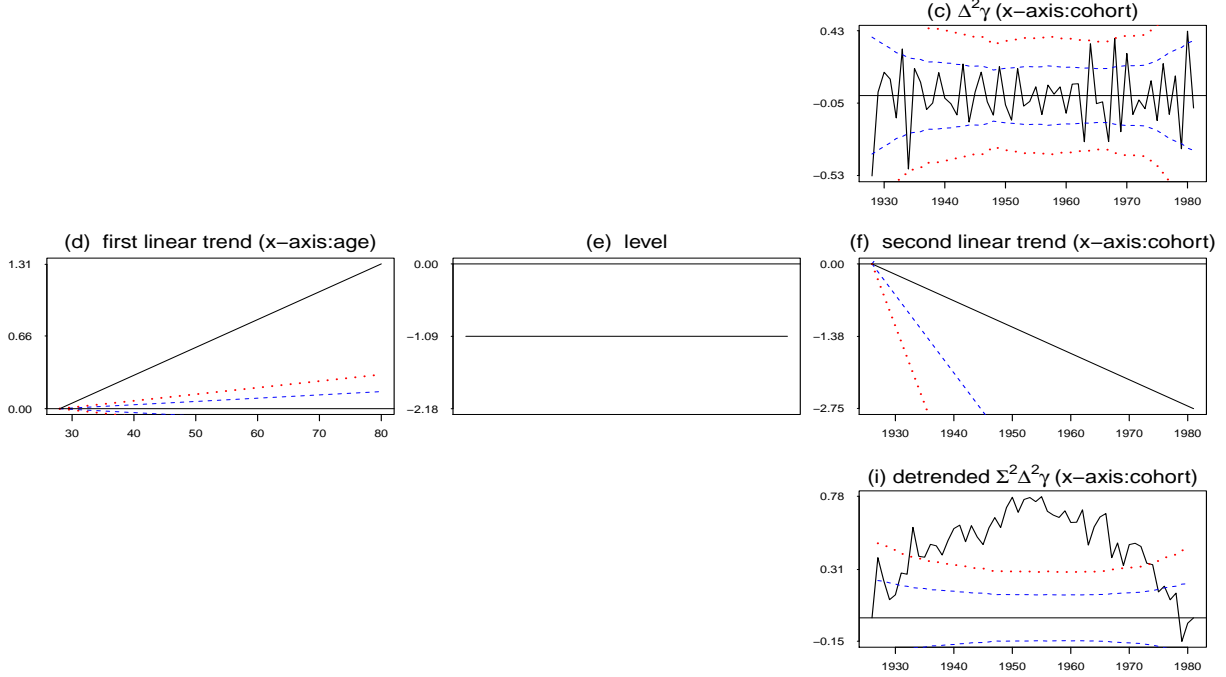 (c) Δ²γ (x−axis:cohort)
0.43
−0.05
−0.53
1930 1940 1950 1960 1970 1980
(d) first linear trend (x−axis:age)
1.31
0.66
0.00
30 40 50 60 70 80
(e) level
0.00
−1.09
−2.18
(f) second linear trend (x−axis:cohort)
0.00
−1.38
−2.75
1930 1940 1950 1960 1970 1980
(i) detrended Σ²Δ²γ (x−axis:cohort)
0.78
0.31
−0.15
1930 1940 1950 1960 1970 1980